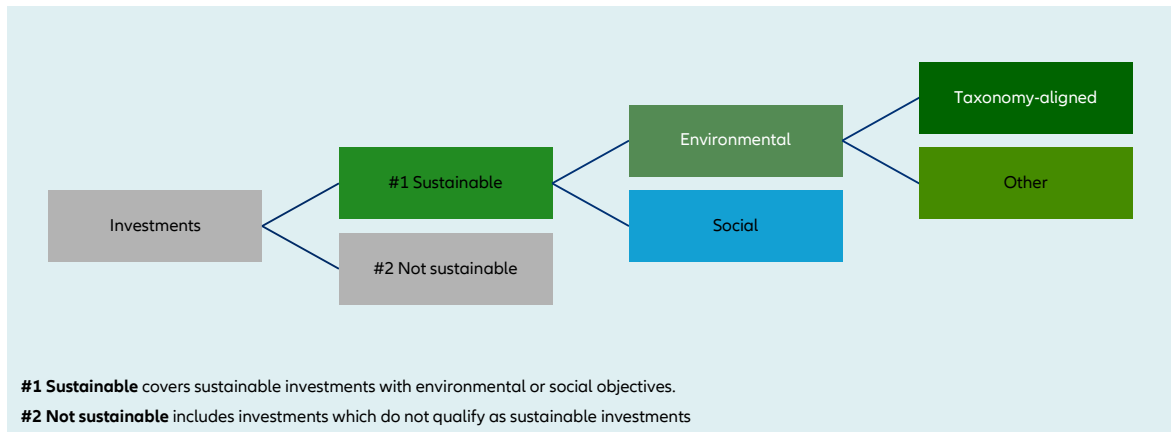 Taxonomy-aligned
Environmental
#1 Sustainable
Other
Investments
Social
#2 Not sustainable
#1 Sustainable covers sustainable investments with environmental or social objectives.
#2 Not sustainable includes investments which do not qualify as sustainable investments